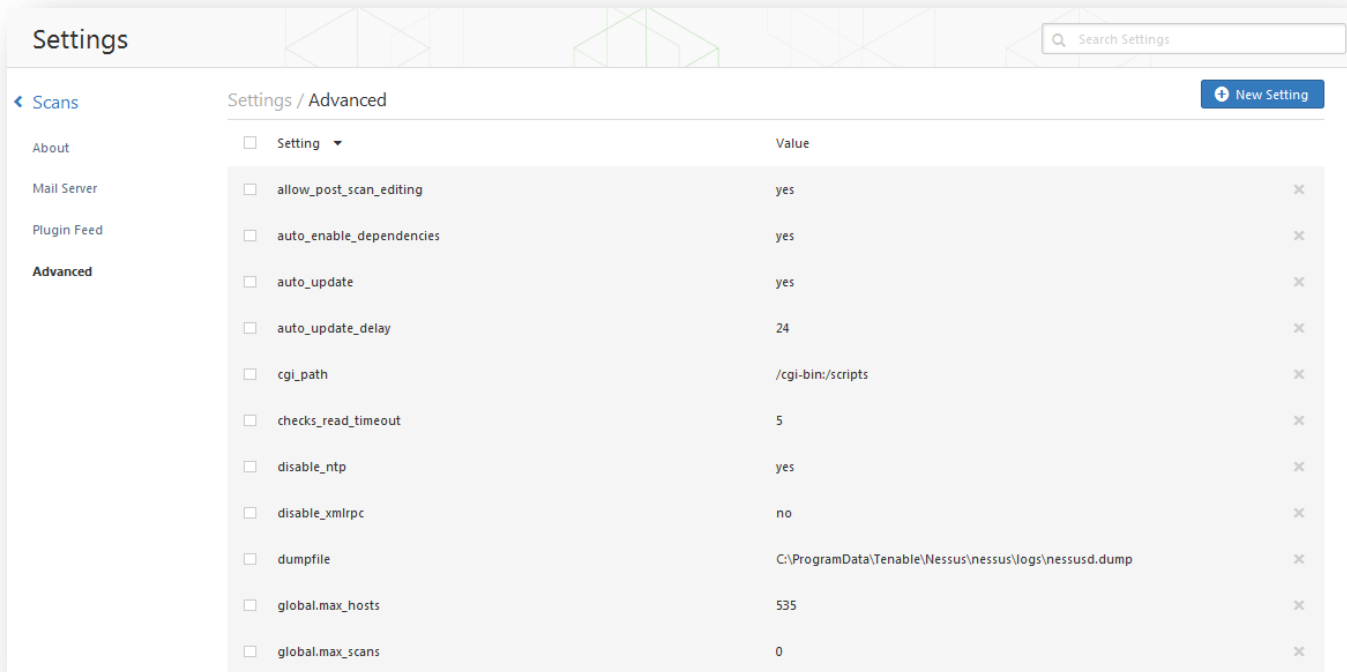 Settings
Search Settings
Scans
About
Mail Server
Plugin Feed
Advanced
Settings / Advanced
New Setting
Setting Value
allow_post_scan_editing yes
auto_enable_dependencies yes
auto_update yes
auto_update_delay 24
cgi_path /cgi-bin:/scripts
checks_read_timeout 5
disable_ntp yes
disable_xmlrpc no
dumpfile C:\ProgramData\Tenable\Nessus\nessus\logs\nessusd.dump
global.max_hosts 535
global.max_scans 0